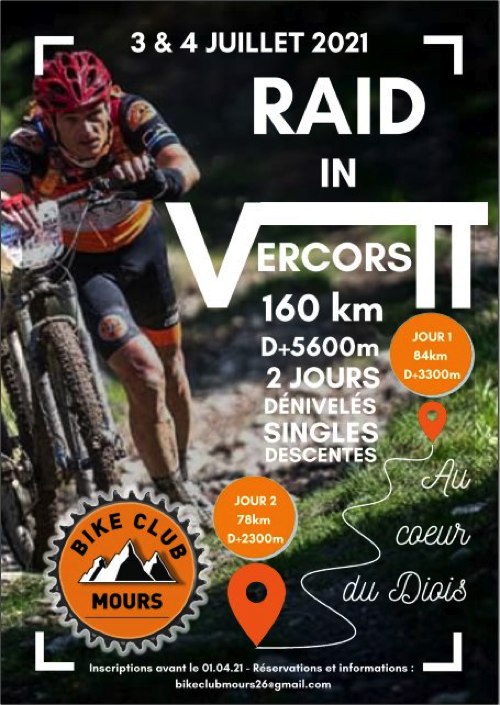 3 & 4 JUILLET 2021
RAID
IN
VERCORSTT
160 km
D+5600m
2 JOURS
DÉNIVELÉS
SINGLES
DESCENTES
JOUR 1
84km
D+3300m
Au
coeur
du Diois
JOUR 2
78km
D+2300m
BIKE CLUB
MOURS
Inscriptions avant le 01.04.21 - Réservations et informations :
bikeclubmours26@gmail.com